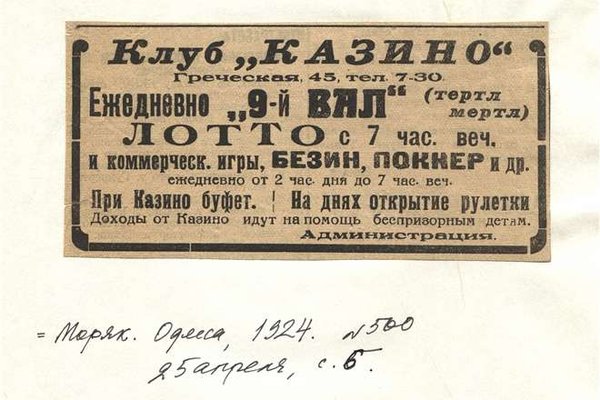 Клуб „КАЗИНО“
Греческая, 45, тел. 7-30.
Ежедневно „9-й ВАЛ“ (тертл мертл)
ЛОТТО с 7 час. веч.
и коммерческ. игры, БЕЗИН, ПОККЕР и др.
ежедневно от 2 час. дня до 7 час. веч.
При Казино буфет. | На днях открытие рулетки
Доходы от Казино идут на помощь беспризорным детям.
Администрация.
= Моряк. Одесса, 1924. N 500
25 апреля, с. 6.